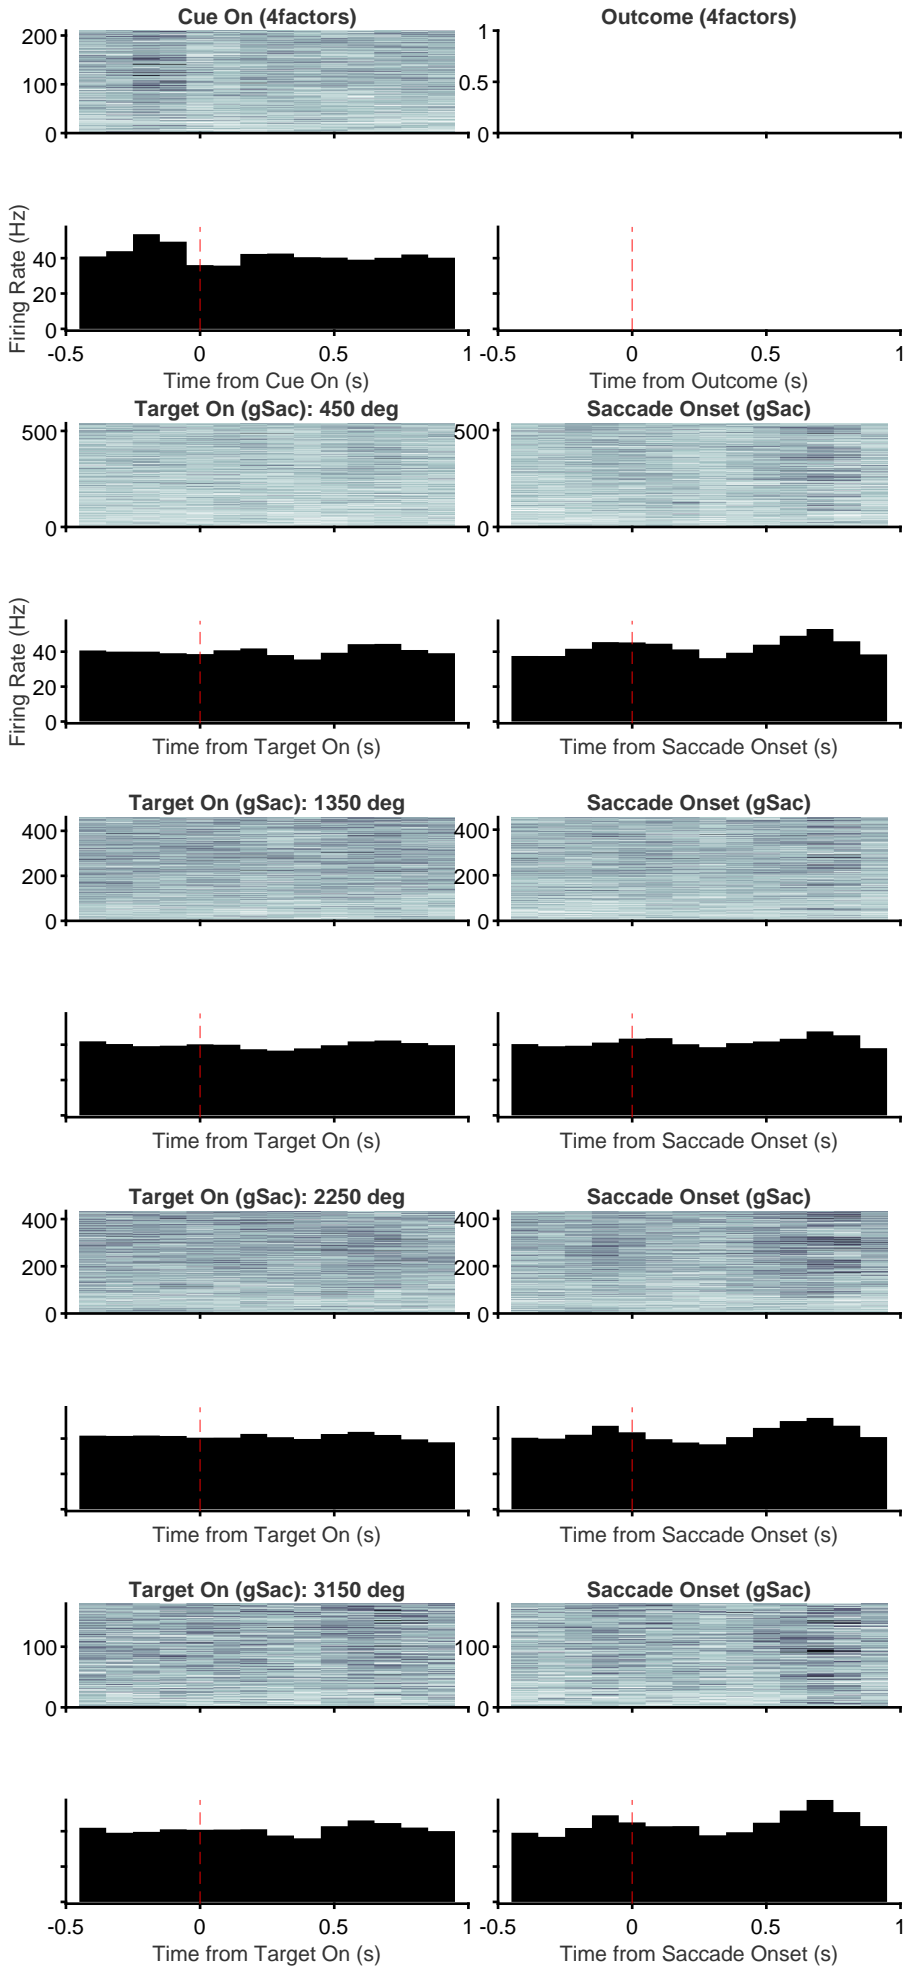 Cue On (4factors) Outcome (4factors)
200 1
100 0.5
0 0
Firing Rate (Hz)
40
20
0
-0.5 0 0.5 1 -0.5 0 0.5 1
Time from Cue On (s) Time from Outcome (s)
Target On (gSac): 450 deg Saccade Onset (gSac)
500 500
0 0
Firing Rate (Hz)
40
20
0
Time from Target On (s) Time from Saccade Onset (s)
Target On (gSac): 1350 deg Saccade Onset (gSac)
400 400
200 200
0 0
Time from Target On (s) Time from Saccade Onset (s)
Target On (gSac): 2250 deg Saccade Onset (gSac)
400 400
200 200
0 0
Time from Target On (s) Time from Saccade Onset (s)
Target On (gSac): 3150 deg Saccade Onset (gSac)
100 100
0 0
-0.5 0 0.5 1 -0.5 0 0.5 1
Time from Target On (s) Time from Saccade Onset (s)